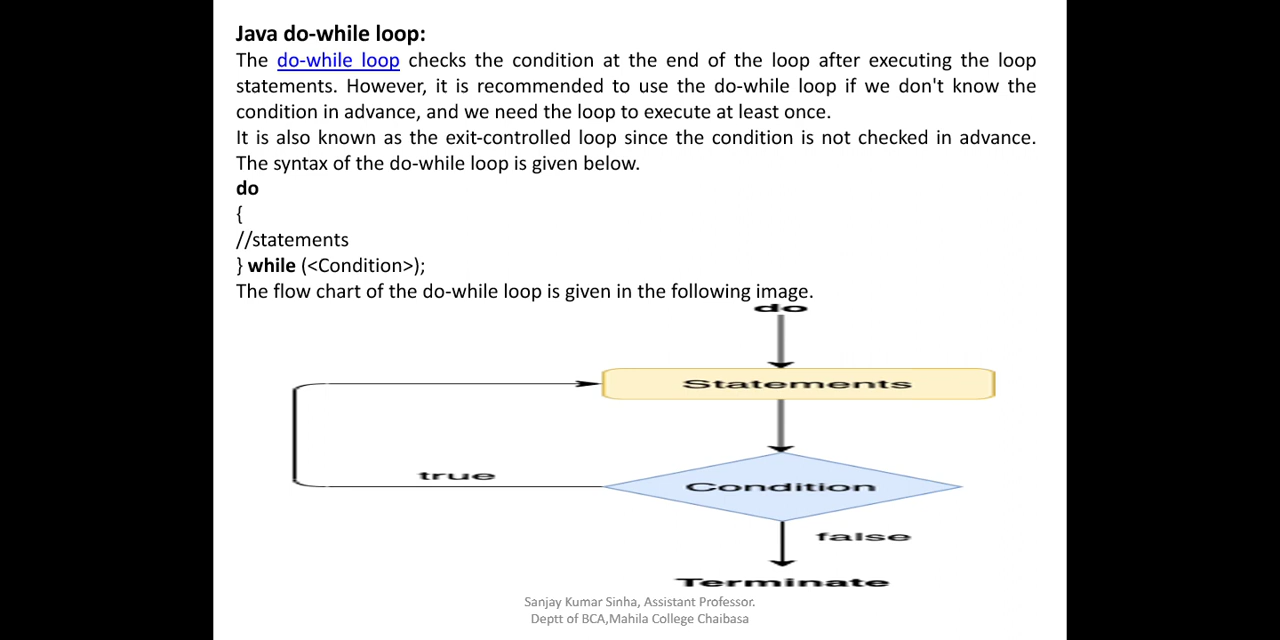 Java do-while loop:
The do-while loop checks the condition at the end of the loop after executing the loop
statements. However, it is recommended to use the do-while loop if we don't know the
condition in advance, and we need the loop to execute at least once.
It is also known as the exit-controlled loop since the condition is not checked in advance.
The syntax of the do-while loop is given below.
do
{
//statements
} while (<Condition>);
The flow chart of the do-while loop is given in the following image.
do
Statements
true
Condition
false
Terminate
Sanjay Kumar Sinha, Assistant Professor.
Deptt of BCA,Mahila College Chaibasa